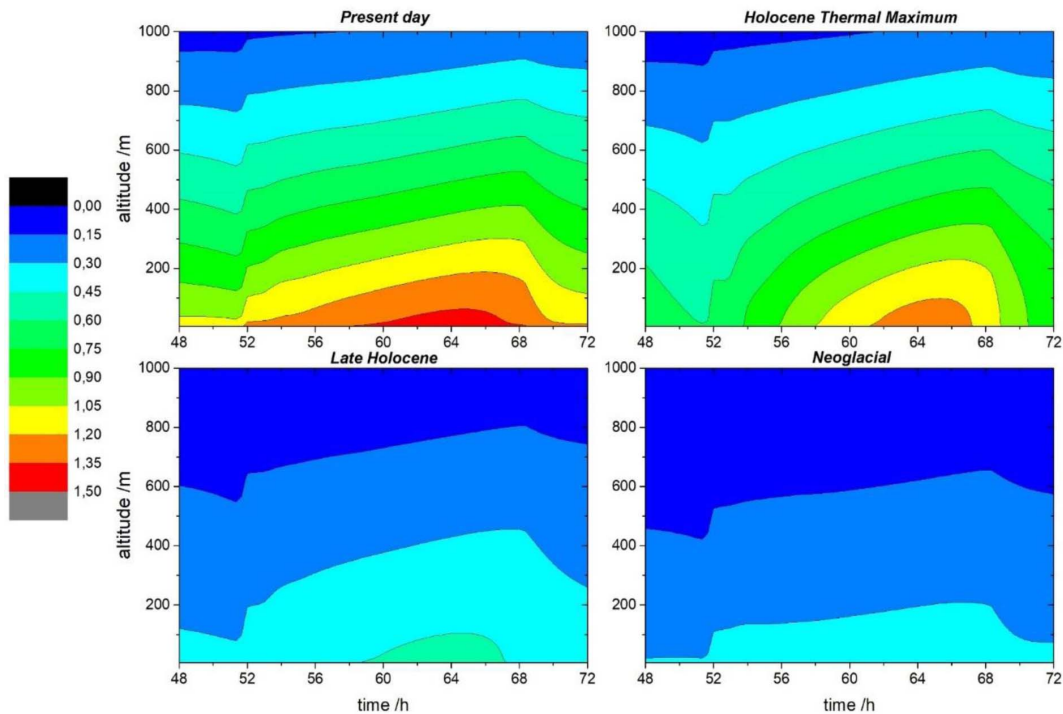 Present day
Holocene Thermal Maximum
1000
800
600
400
200
altitude /m
48 52 56 60 64 68 72
1000
800
600
400
200
48 52 56 60 64 68 72
0,00
0,15
0,30
0,45
0,60
0,75
0,90
1,05
1,20
1,35
1,50
Late Holocene
Neoglacial
1000
800
600
400
200
altitude /m
48 52 56 60 64 68 72
time /h
1000
800
600
400
200
48 52 56 60 64 68 72
time /h